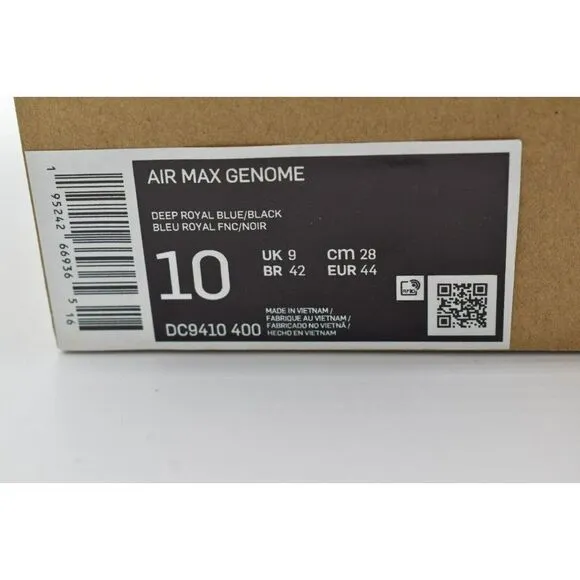 AIR MAX GENOME
DEEP ROYAL BLUE/BLACK
BLEU ROYAL FNC/NOIR
10
UK 9 cm 28
BR 42 EUR 44
DC9410 400
MADE IN VIETNAM /
FABRIQUE AU VIETNAM /
FABRICADO NO VIETNÃ /
HECHO EN VIETNAM
RFID
1 95242 66936 5 16